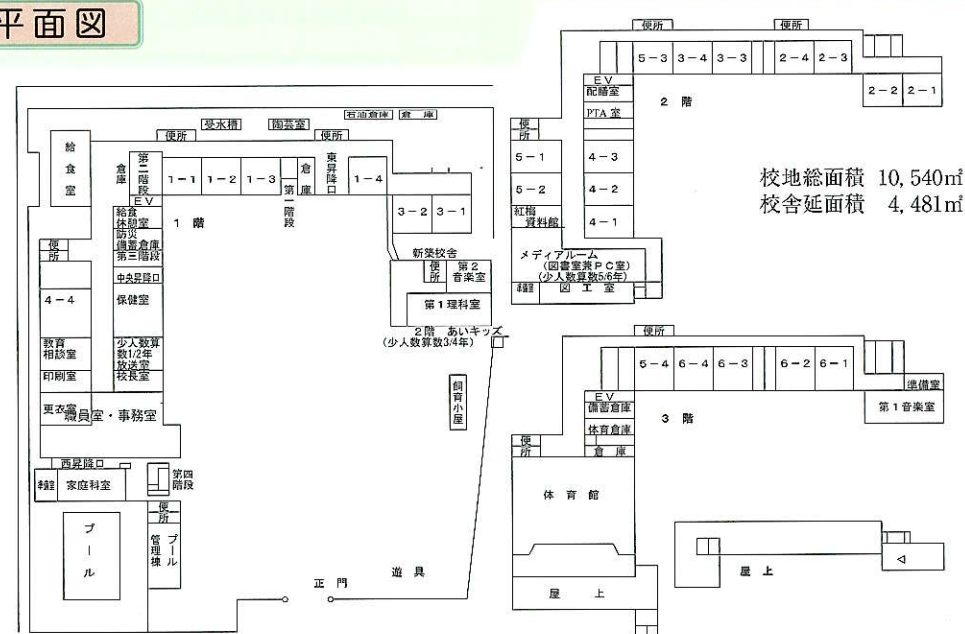 平面図
石油倉庫
倉庫
受水槽
陶芸室
便所
便所
給食室
倉庫
第二階段
1-1
1-2
1-3
第一階段
倉庫
東昇降口
1-4
3-2
3-1
EV
給食
休憩室
防災
備蓄倉庫
第三階段
1階
便所
中央昇降口
4-4
保健室
新築校舎
便所
第2
音楽室
第1理科室
2階 あいキッズ
(少人数算数3/4年)
教育
相談室
少人数算
数1/2年
放送室
印刷室
校長室
更衣室
職員室・事務室
飼育小屋
西昇降口
家庭科室
第四
階段
便所
プール
プール
管理棟
正門
遊具
便所
便所
5-3
3-4
3-3
2-4
2-3
2-2
2-1
EV
配膳室
PTA室
2階
便所
5-1
4-3
5-2
4-2
紅梅
資料館
4-1
メディアルーム
(図書室兼PC室)
(少人数算数5/6年)
図工室
校地総面積 10,540㎡
校舎延面積 4,481㎡
便所
5-4
6-4
6-3
6-2
6-1
準備室
第1音楽室
EV
備蓄倉庫
体育倉庫
倉庫
3階
便所
体育館
屋上
屋上